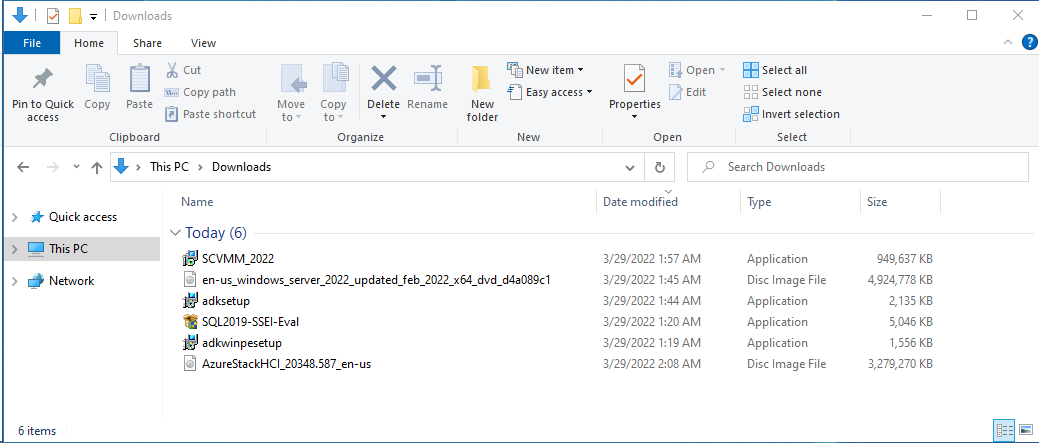 Downloads
File Home Share View
Pin to Quick access
Copy
Paste
Cut
Copy path
Paste shortcut
Clipboard
Move to
Copy to
Delete
Rename
Organize
New folder
New item
Easy access
New
Properties
Open
Edit
Open
Select all
Select none
Invert selection
Select
This PC > Downloads
Search Downloads
Quick access
This PC
Network
Name Date modified Type Size
Today (6)
SCVMM_2022 3/29/2022 1:57 AM Application 949,637 KB
en-us_windows_server_2022_updated_feb_2022_x64_dvd_d4a089c1 3/29/2022 1:45 AM Disc Image File 4,924,778 KB
adksetup 3/29/2022 1:44 AM Application 2,135 KB
SQL2019-SSEI-Eval 3/29/2022 1:20 AM Application 5,046 KB
adkwinpesetup 3/29/2022 1:19 AM Application 1,556 KB
AzureStackHCI_20348.587_en-us 3/29/2022 2:08 AM Disc Image File 3,279,270 KB
6 items